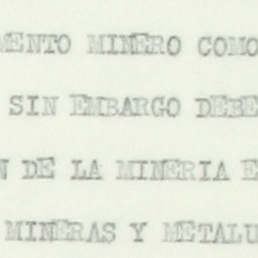 MENTO MINERO COMO
SIN EMBARGO DEBE
N DE LA MINERIA E
MINERAS Y METALU